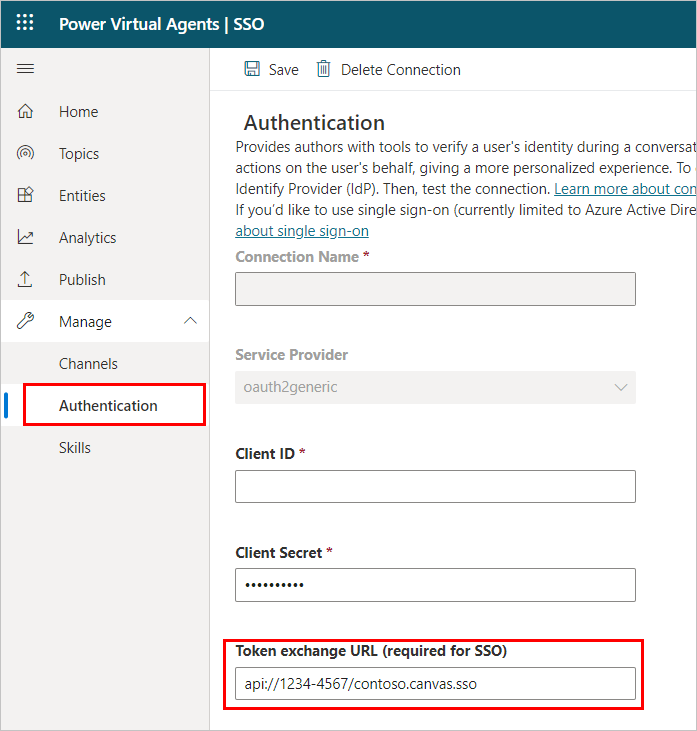 Power Virtual Agents | SSO
Save
Delete Connection
Home
Topics
Entities
Analytics
Publish
Manage
Channels
Authentication
Skills
Authentication
Provides authors with tools to verify a user's identity during a conversat
actions on the user's behalf, giving a more personalized experience. To
Identify Provider (IdP). Then, test the connection. Learn more about con
If you'd like to use single sign-on (currently limited to Azure Active Dire
about single sign-on
Connection Name *
Service Provider
oauth2generic
Client ID *
Client Secret *
••••••••••
Token exchange URL (required for SSO)
api://1234-4567/contoso.canvas.sso